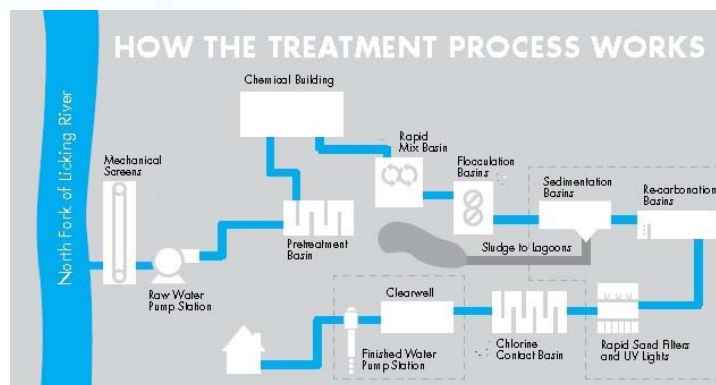 HOW THE TREATMENT PROCESS WORKS
North Fork of Licking River
Mechanical
Screens
Raw Water
Pump Station
Chemical Building
Pretreatment
Basin
Rapid
Mix Basin
Flocculation
Basins
Sedimentation
Basins
Re-carbonation
Basins
Sludge to Lagoons
Clearwell
Finished Water
Pump Station
Chlorine
Contact Basin
Rapid Sand Filters
and UV Lights